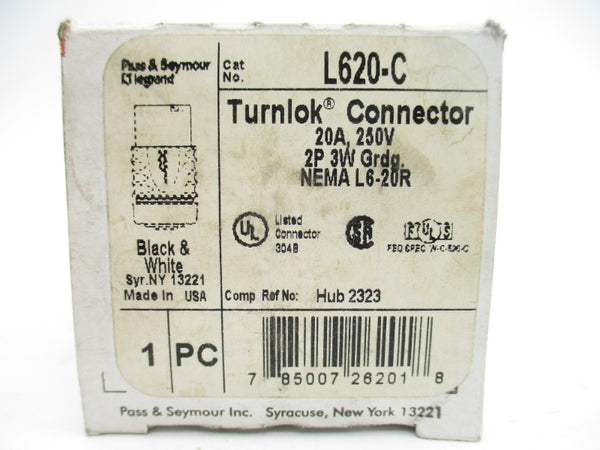 Pass & Seymour
legrand
Cat
No.
L620-C
Turnlok® Connector
20A, 250V
2P 3W Grdg.
NEMA L6-20R
UL
Listed
Connector
304B
Black &
White
Syr. NY 13221
Made In USA
Comp Ref No: Hub 2323
1 PC
7 85007 26201 8
Pass & Seymour Inc. Syracuse, New York 13221